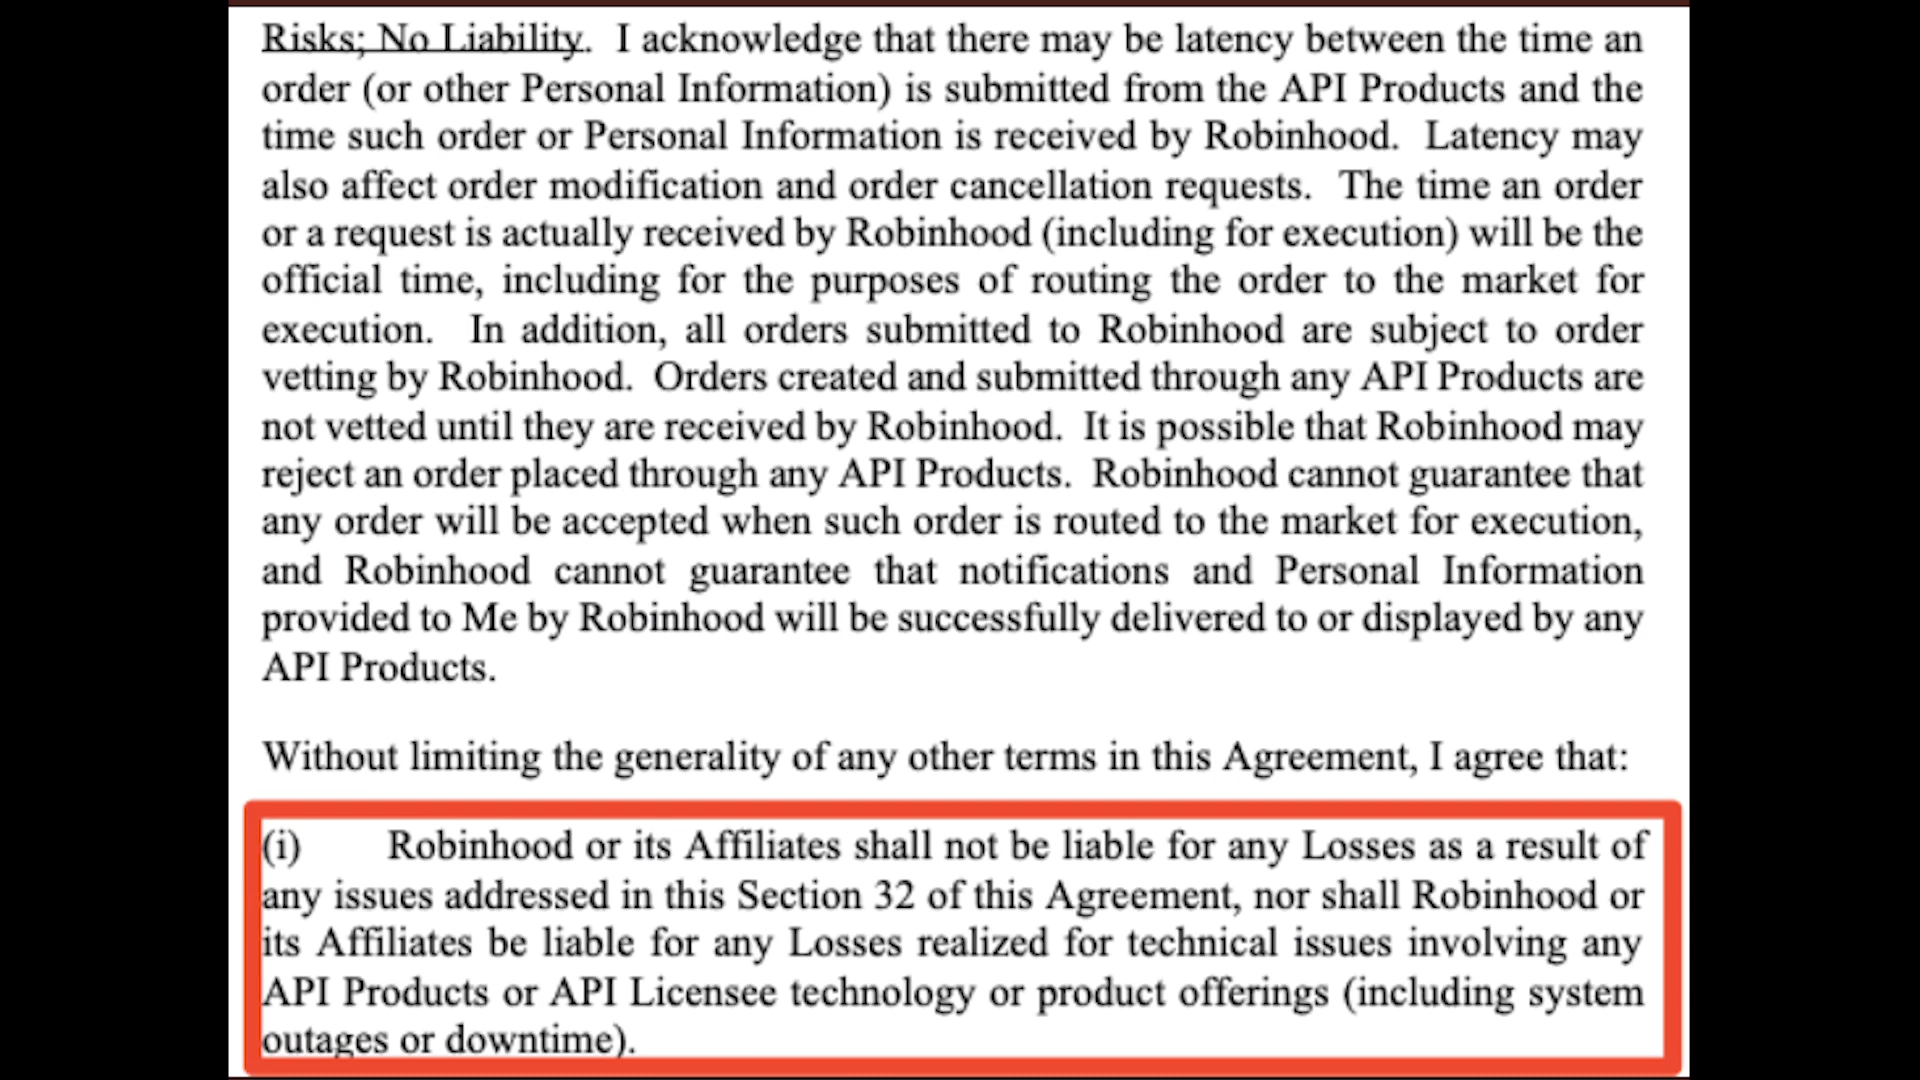 Risks; No Liability.  I acknowledge that there may be latency between the time an
order (or other Personal Information) is submitted from the API Products and the
time such order or Personal Information is received by Robinhood.  Latency may
also affect order modification and order cancellation requests.  The time an order
or a request is actually received by Robinhood (including for execution) will be the
official time, including for the purposes of routing the order to the market for
execution.  In addition, all orders submitted to Robinhood are subject to order
vetting by Robinhood.  Orders created and submitted through any API Products are
not vetted until they are received by Robinhood.  It is possible that Robinhood may
reject an order placed through any API Products.  Robinhood cannot guarantee that
any order will be accepted when such order is routed to the market for execution,
and Robinhood cannot guarantee that notifications and Personal Information
provided to Me by Robinhood will be successfully delivered to or displayed by any
API Products.
Without limiting the generality of any other terms in this Agreement, I agree that:
(i) Robinhood or its Affiliates shall not be liable for any Losses as a result of
any issues addressed in this Section 32 of this Agreement, nor shall Robinhood or
its Affiliates be liable for any Losses realized for technical issues involving any
API Products or API Licensee technology or product offerings (including system
outages or downtime).